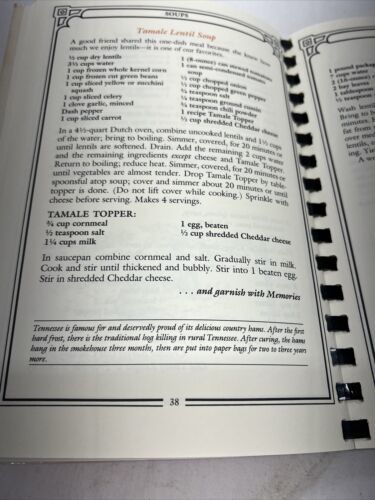 SOUPS
Tamale Lentil Soup
A good friend shared this one-dish meal because she knew how
much we enjoy lentils—it is one of our favorites.
½ cup dry lentils
3½ cups water
1 cup frozen whole kernel corn
1 cup frozen cut green beans
1 cup sliced yellow or zucchini
squash
1 cup sliced celery
1 clove garlic, minced
Dash pepper
1 cup sliced carrot
1 (8-ounce) can stewed tomatoes
1 can semi-condensed tomato
soup
½ cup chopped onion
½ cup chopped green pepper
¾ teaspoon salt
¼ teaspoon ground cumin
½ teaspoon chili powder
1 recipe Tamale Topper
½ cup shredded Cheddar cheese
In a 4½-quart Dutch oven, combine uncooked lentils and 1½ cups
of the water; bring to boiling. Simmer, covered, for 20 minutes or
until lentils are softened. Drain. Add the remaining 2 cups water
and the remaining ingredients except cheese and Tamale Topper.
Return to boiling; reduce heat. Simmer, covered, for 20 minutes or
until vegetables are almost tender. Drop Tamale Topper by table-
spoonsful atop soup; cover and simmer about 20 minutes or until
topper is done. (Do not lift cover while cooking.) Sprinkle with
cheese before serving. Makes 4 servings.
TAMALE TOPPER:
¾ cup cornmeal
½ teaspoon salt
1¼ cups milk
1 egg, beaten
½ cup shredded Cheddar cheese
In saucepan combine cornmeal and salt. Gradually stir in milk.
Cook and stir until thickened and bubbly. Stir into 1 beaten egg.
Stir in shredded Cheddar cheese.
. . . and garnish with Memories
Tennessee is famous for and deservedly proud of its delicious country hams. After the first
hard frost, there is the traditional hog killing in rural Tennessee. After curing, the hams
hang in the smokehouse three months, then are put into paper bags for two to three years
more.
38
1 pound package
7 cups water
2 (16-ounce)
2 bay leaves